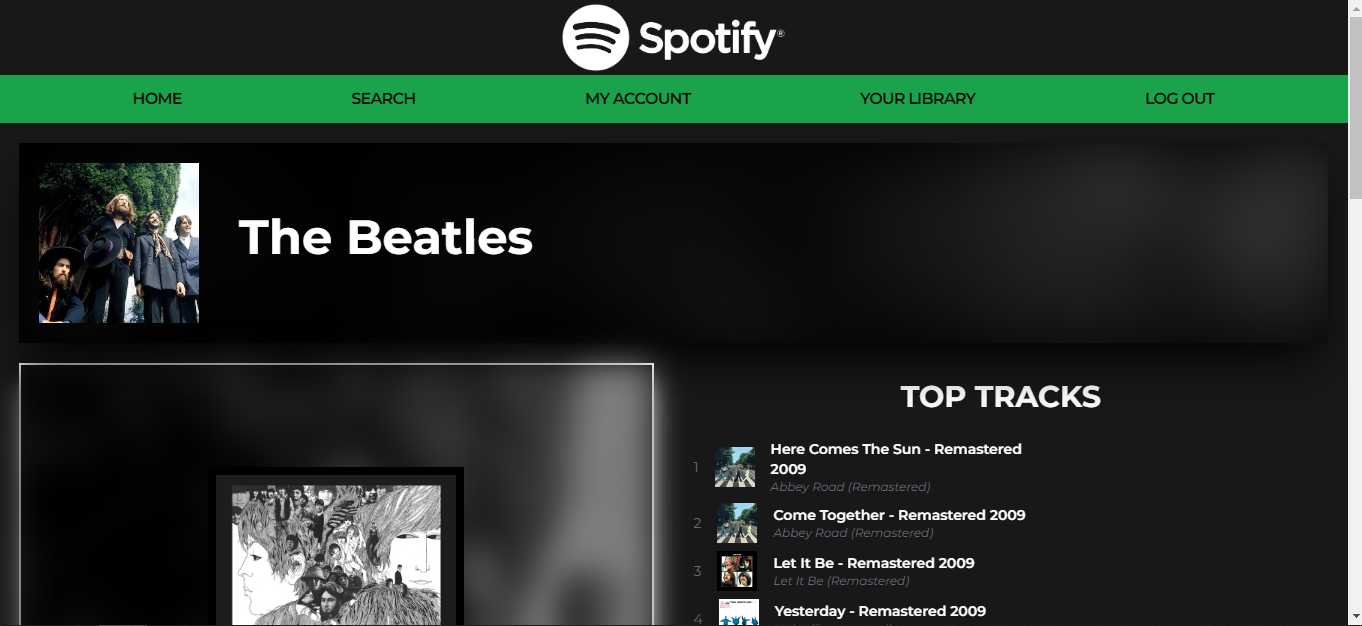 Spotify®
HOME
SEARCH
MY ACCOUNT
YOUR LIBRARY
LOG OUT
The Beatles
TOP TRACKS
1
Here Comes The Sun - Remastered
2009
Abbey Road (Remastered)
2
Come Together - Remastered 2009
Abbey Road (Remastered)
3
Let It Be - Remastered 2009
Let It Be (Remastered)
4
Yesterday - Remastered 2009